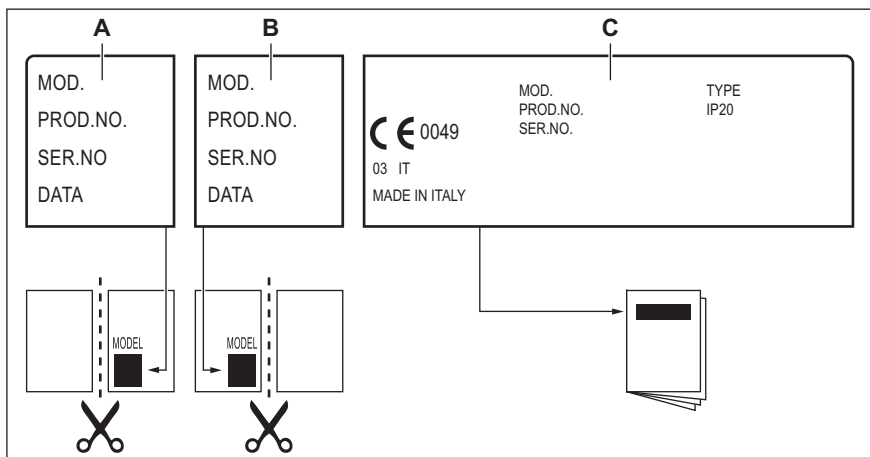 A
B
C
MOD.
PROD.NO.
SER.NO
DATA
MOD.
PROD.NO.
SER.NO
DATA
MOD.
PROD.NO.
SER.NO.
TYPE
IP20
CE 0049
03 IT
MADE IN ITALY
MODEL
MODEL